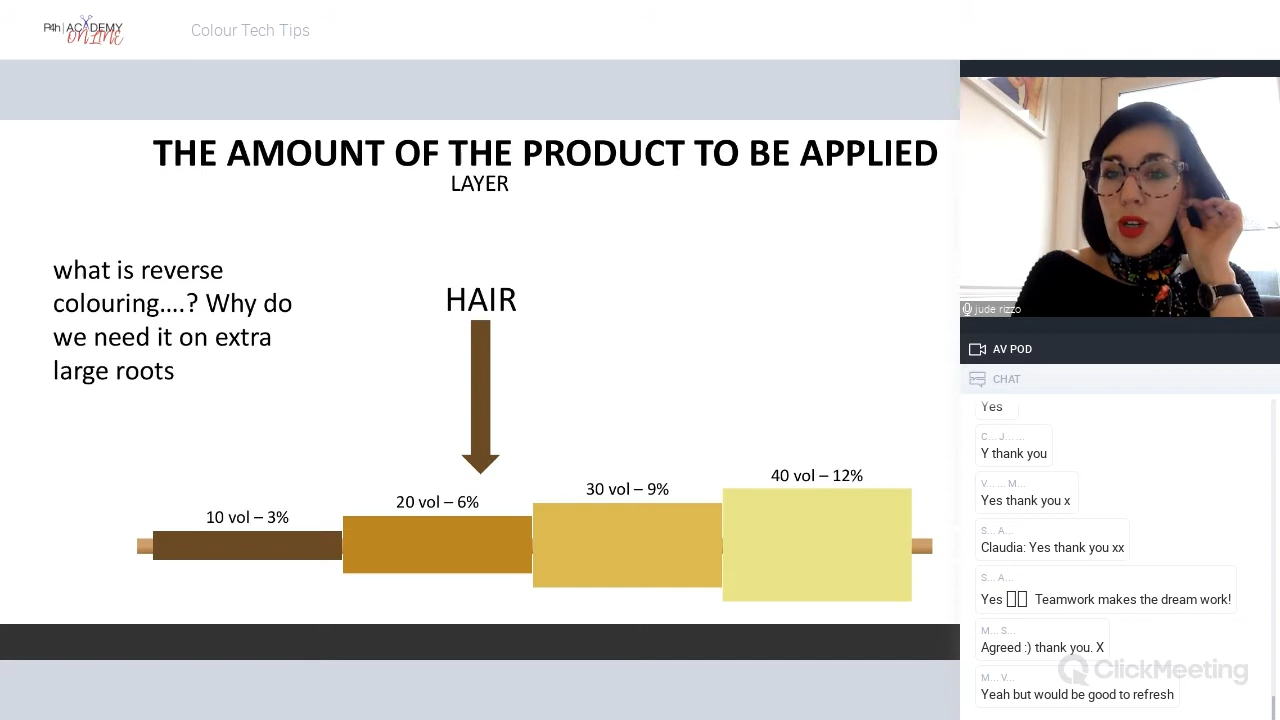 P4h | ACADEMY
ONLINE
Colour Tech Tips
THE AMOUNT OF THE PRODUCT TO BE APPLIED
LAYER
what is reverse
colouring....? Why do
we need it on extra
large roots
HAIR
10 vol – 3%
20 vol – 6%
30 vol – 9%
40 vol – 12%
jude rizzo
AV POD
CHAT
Yes
C... J... ...
Y thank you
V... ... M...
Yes thank you x
S... A...
Claudia: Yes thank you xx
S... A...
Yes Teamwork makes the dream work!
M... S...
Agreed :) thank you. X
M... V...
Yeah but would be good to refresh
ClickMeeting